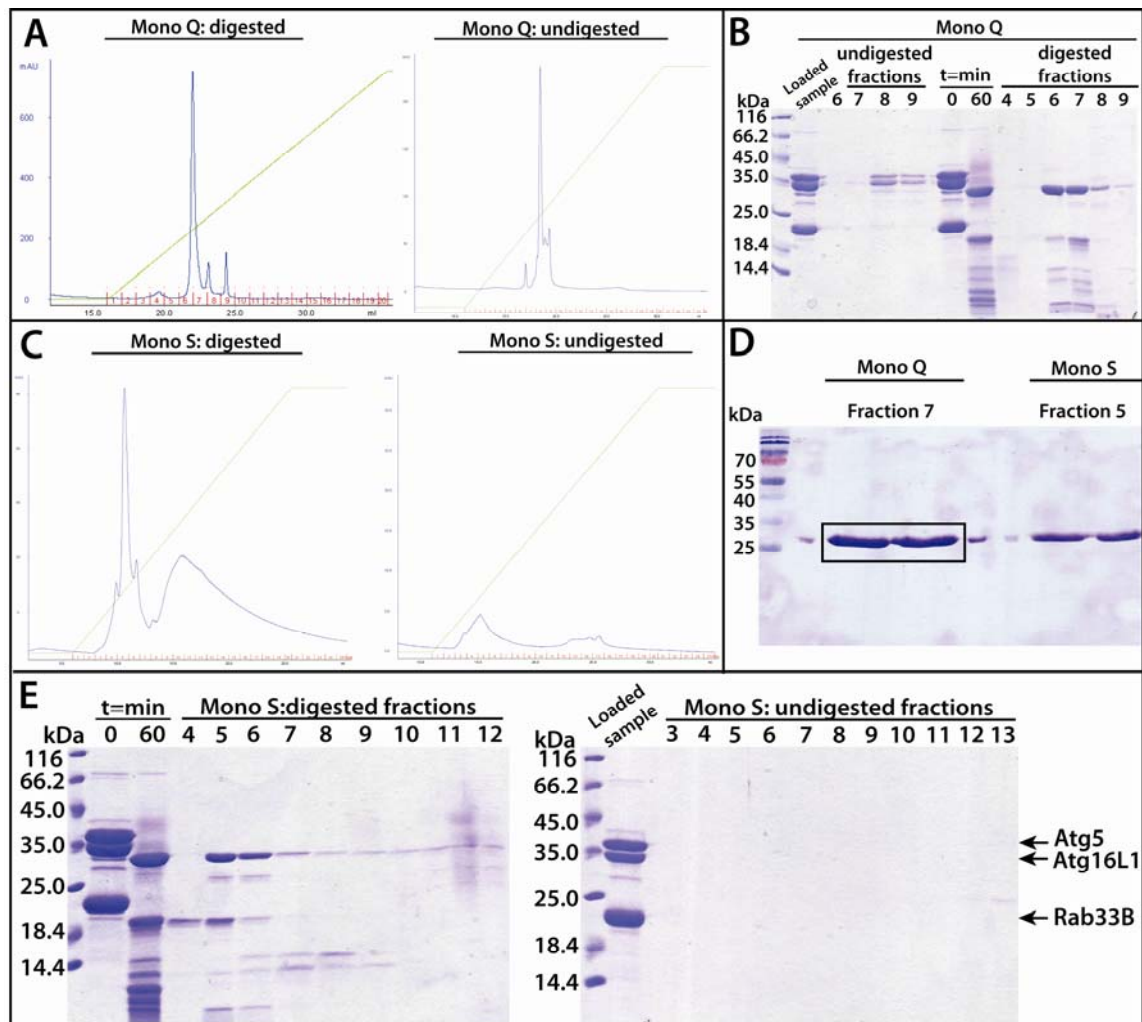 A
Mono Q: digested
Mono Q: undigested
mAU
600
400
200
0
2 3 4 5 6 7 8 9 10 11 12 13 14 15 16 17 18 19 20
15.0 20.0 25.0 30.0 ml
B
Mono Q
undigested fractions
t=min
digested fractions
Loaded sample
kDa
6 7 8 9 0 60 4 5 6 7 8 9
116
66.2
45.0
35.0
25.0
18.4
14.4
C
Mono S: digested
Mono S: undigested
D
Mono Q
Mono S
kDa
Fraction 7
Fraction 5
70
55
40
35
25
E
t=min
Mono S:digested fractions
kDa
0 60 4 5 6 7 8 9 10 11 12
116
66.2
45.0
35.0
25.0
18.4
14.4
Loaded sample
Mono S: undigested fractions
kDa
3 4 5 6 7 8 9 10 11 12 13
116
66.2
45.0
35.0
25.0
18.4
14.4
Atg5
Atg16L1
Rab33B